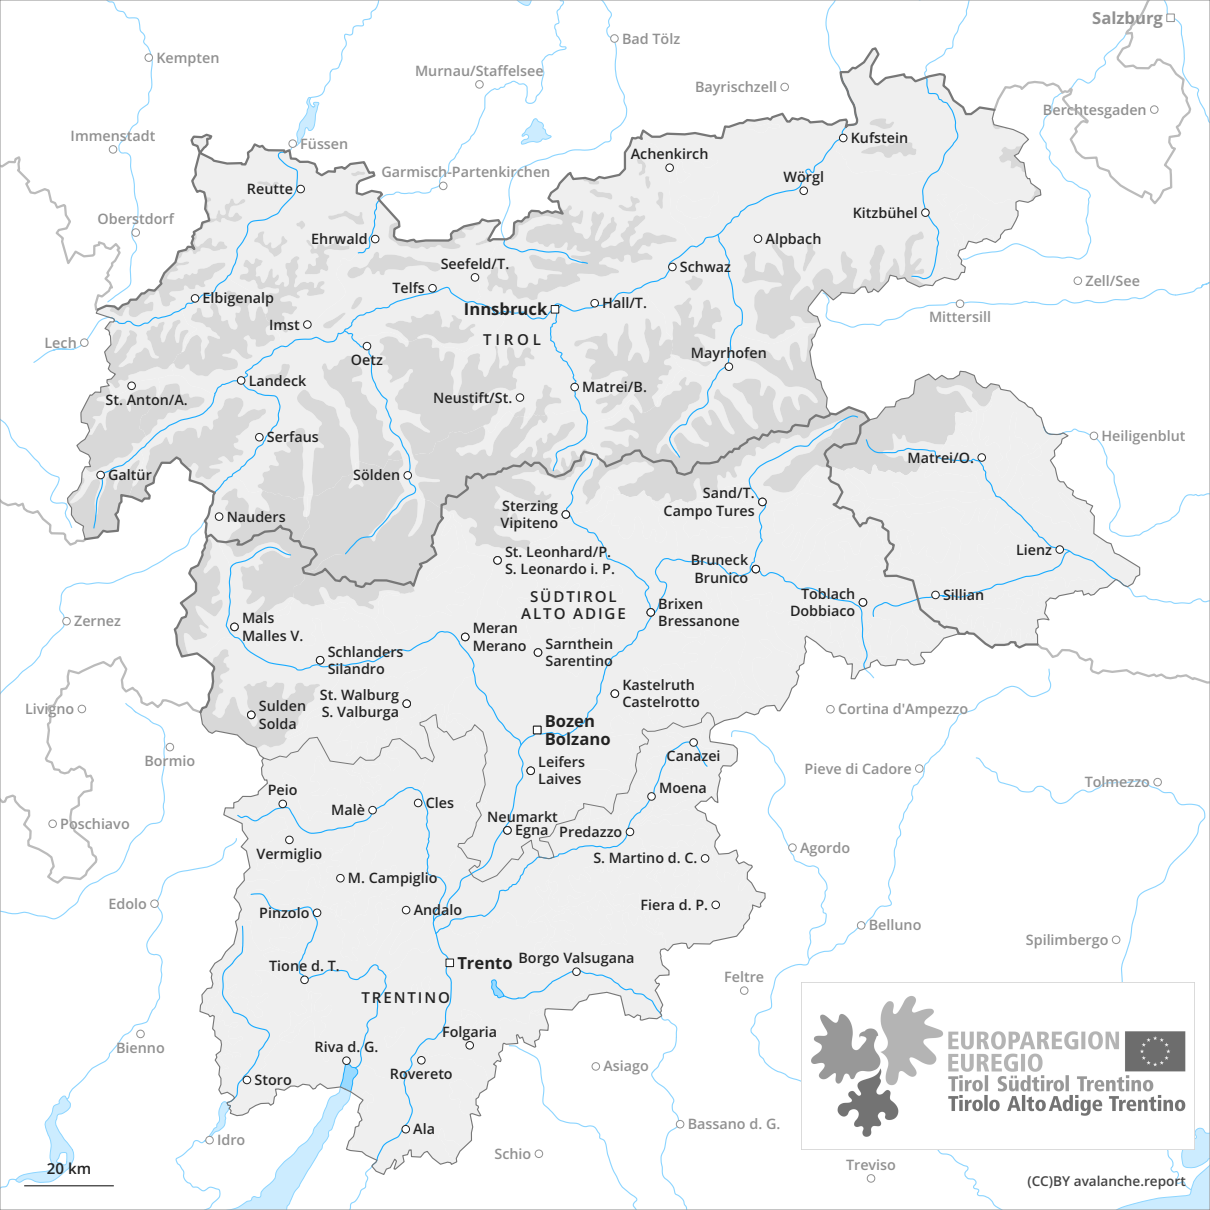 Salzburg
Bad Tölz
Kempten
Murnau/Staffelsee
Bayrischzell
Berchtesgaden
Immenstadt
Füssen
Kufstein
Achenkirch
Garmisch-Partenkirchen
Wörgl
Reutte
Oberstdorf
Kitzbühel
Ehrwald
Alpbach
Seefeld/T.
Schwaz
Zell/See
Telfs
Elbigenalp
Hall/T.
Innsbruck
Mittersill
Imst
TIROL
Lech
Oetz
Mayrhofen
Landeck
Matrei/B.
St. Anton/A.
Neustift/St.
Serfaus
Heiligenblut
Matrei/O.
Galtür
Sölden
Sand/T.
Campo Tures
Sterzing
Vipiteno
Nauders
Lienz
St. Leonhard/P.
S. Leonardo i. P.
Bruneck
Brunico
SÜDTIROL
ALTO ADIGE
Toblach
Dobbiaco
Sillian
Brixen
Bressanone
Zernez
Mals
Malles V.
Meran
Merano
Sarnthein
Sarentino
Schlanders
Silandro
Kastelruth
Castelrotto
St. Walburg
S. Valburga
Sulden
Solda
Livigno
Cortina d'Ampezzo
Bozen
Bolzano
Bormio
Canazei
Leifers
Laives
Pieve di Cadore
Tolmezzo
Peio
Moena
Malè
Cles
Neumarkt
Egna
Predazzo
Poschiavo
Vermiglio
S. Martino d. C.
Agordo
M. Campiglio
Edolo
Pinzolo
Andalo
Fiera d. P.
Belluno
Spilimbergo
Trento
Borgo Valsugana
Tione d. T.
Feltre
TRENTINO
Folgaria
Bienno
Riva d. G.
Rovereto
Asiago
Storo
EUROPAREGION
EUREGIO
Tirol Südtirol Trentino
Tirolo Alto Adige Trentino
Ala
Bassano d. G.
Idro
Schio
Treviso
20 km
(CC)BY avalanche.report